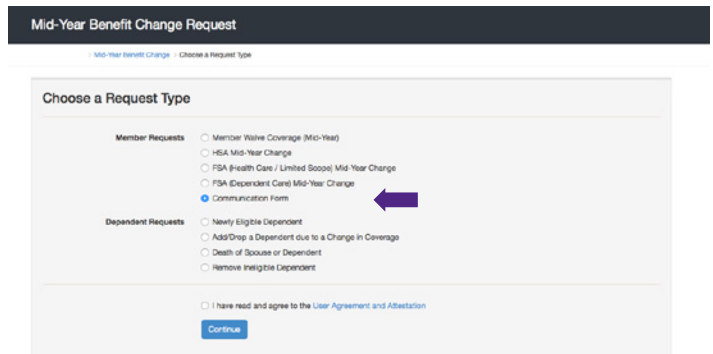 Mid-Year Benefit Change Request
> Mid-Year Benefit Change > Choose a Request Type
Choose a Request Type
Member Requests
Member Waive Coverage (Mid-Year)
HSA Mid-Year Change
FSA (Health Care / Limited Scope) Mid-Year Change
FSA (Dependent Care) Mid-Year Change
Communication Form
Dependent Requests
Newly Eligible Dependent
Add/Drop a Dependent due to a Change in Coverage
Death of Spouse or Dependent
Remove Ineligible Dependent
I have read and agree to the User Agreement and Attestation
Continue